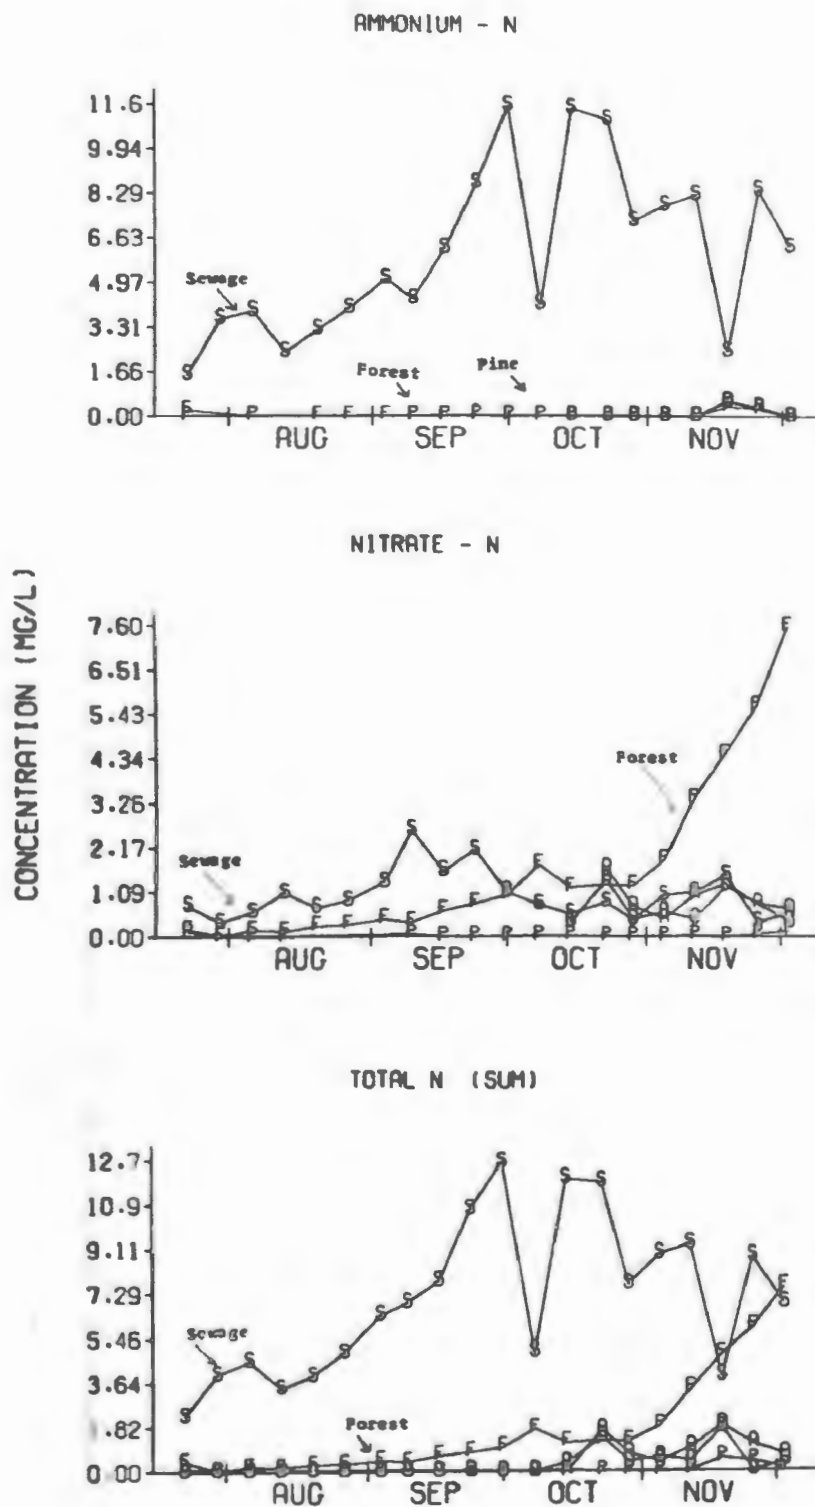 AMMONIUM - N
11.6
9.94
8.29
6.63
4.97
3.31
1.66
0.00
Sewage
Forest
Pine
AUG SEP OCT NOV
CONCENTRATION (MG/L)
NITRATE - N
7.60
6.51
5.43
4.34
3.26
2.17
1.09
0.00
Sewage
Forest
AUG SEP OCT NOV
TOTAL N (SUM)
12.7
10.9
9.11
7.29
5.46
3.64
1.82
0.00
Sewage
Forest
AUG SEP OCT NOV